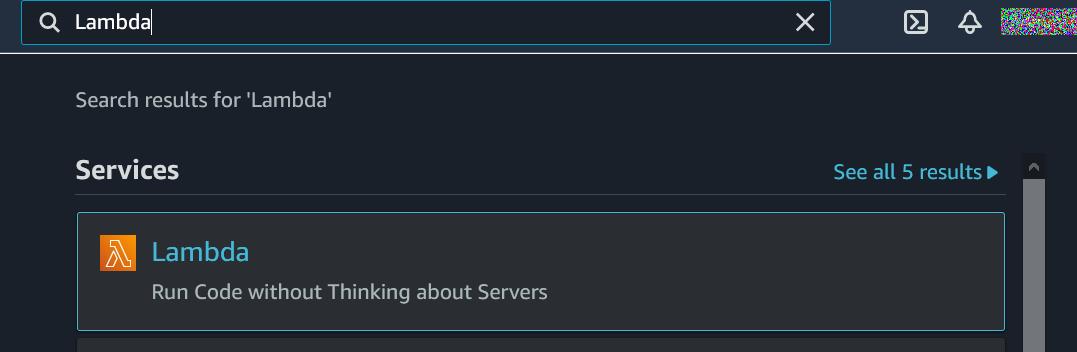 Lambda
Search results for 'Lambda'
Services
See all 5 results
Lambda
Run Code without Thinking about Servers